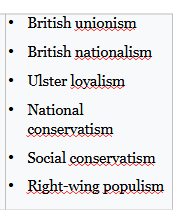 • British unionism
• British nationalism
• Ulster loyalism
• National
conservatism
• Social conservatism
• Right-wing populism